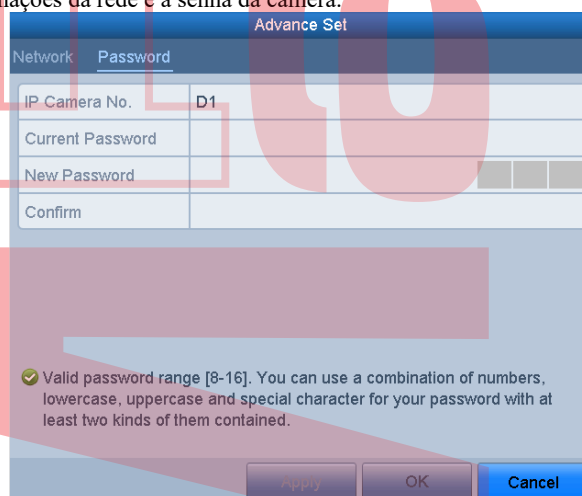 mações da rede e a senha da câmera.
Advance Set
Network Password
IP Camera No. D1
Current Password
New Password
Confirm
Valid password range [8-16]. You can use a combination of numbers,
lowercase, uppercase and special character for your password with at
least two kinds of them contained.
Apply OK Cancel